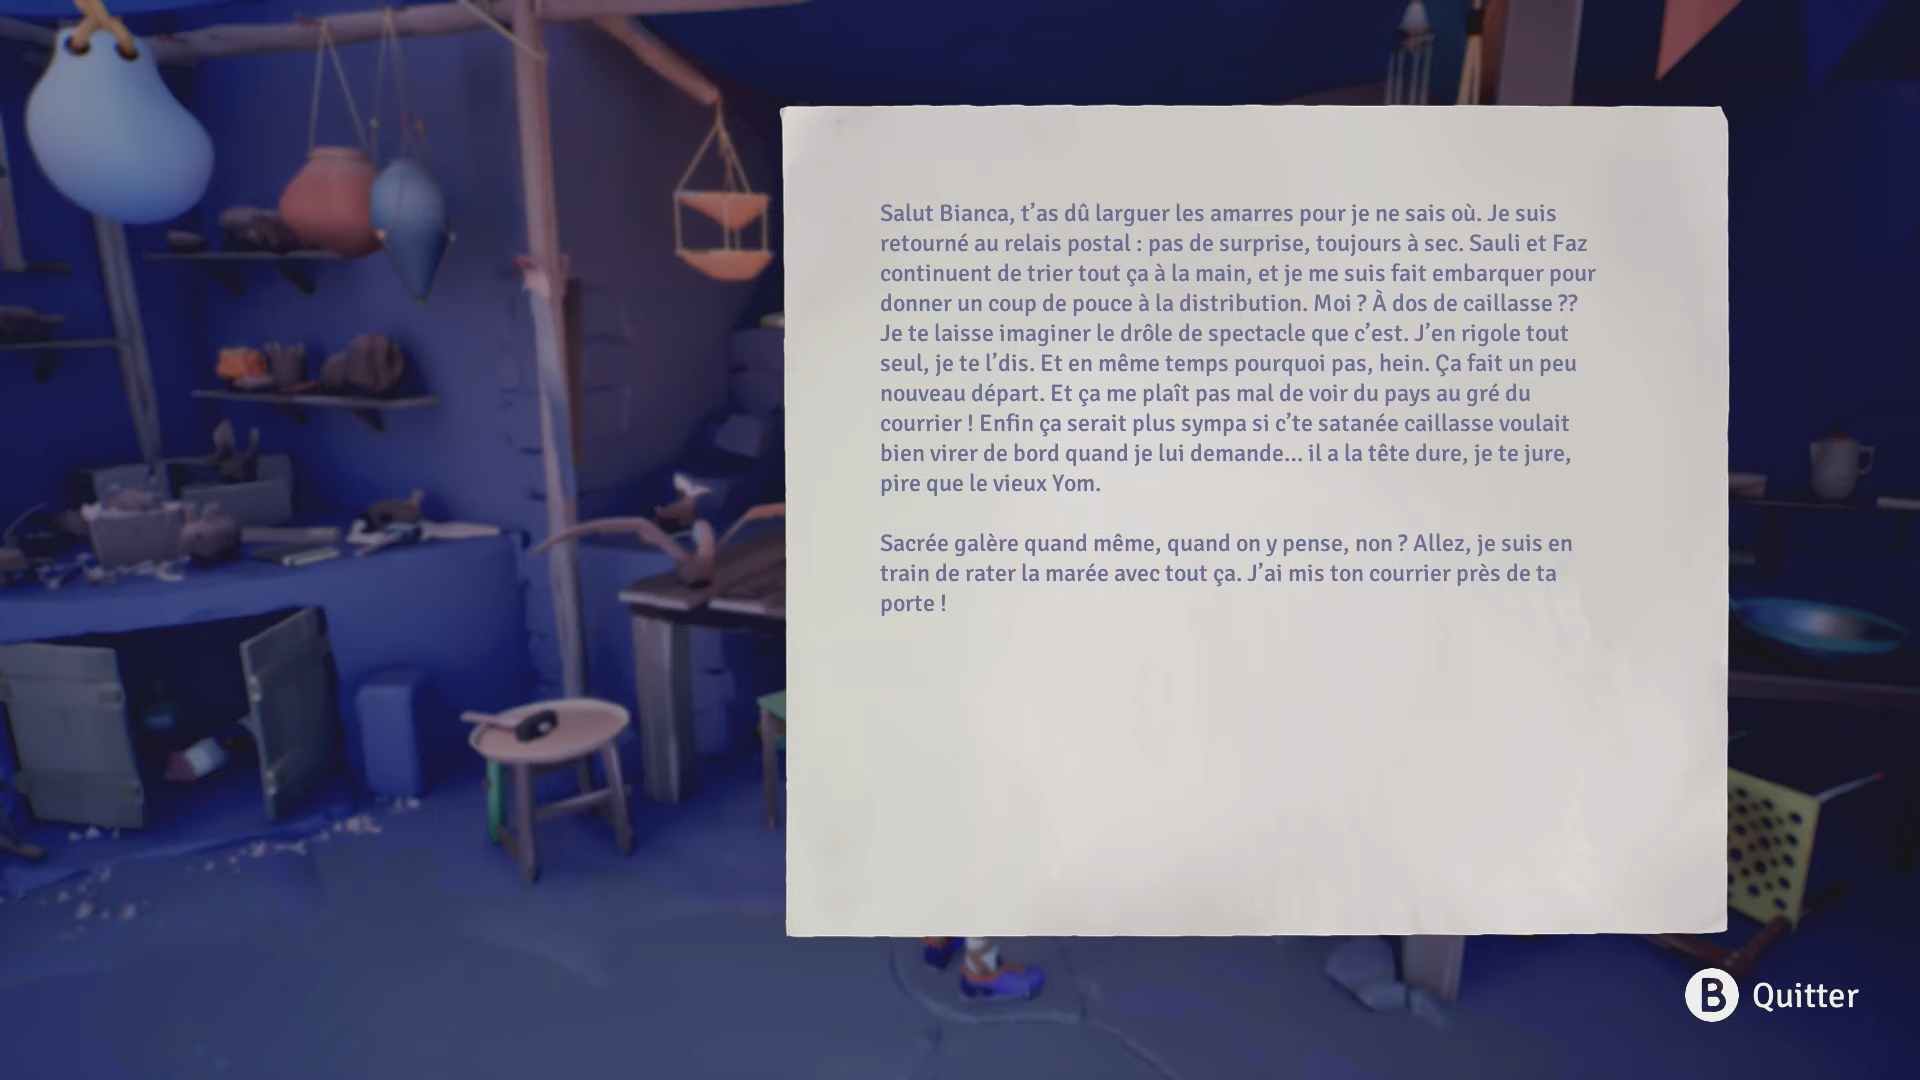 Salut Bianca, t’as dû larguer les amarres pour je ne sais où. Je suis
retourné au relais postal : pas de surprise, toujours à sec. Sauli et Faz
continuent de trier tout ça à la main, et je me suis fait embarquer pour
donner un coup de pouce à la distribution. Moi ? À dos de caillasse ??
Je te laisse imaginer le drôle de spectacle que c’est. J’en rigole tout
seul, je te l’dis. Et en même temps pourquoi pas, hein. Ça fait un peu
nouveau départ. Et ça me plaît pas mal de voir du pays au gré du
courrier ! Enfin ça serait plus sympa si c’te satanée caillasse voulait
bien virer de bord quand je lui demande... il a la tête dure, je te jure,
pire que le vieux Yom.
Sacrée galère quand même, quand on y pense, non ? Allez, je suis en
train de rater la marée avec tout ça. J’ai mis ton courrier près de ta
porte !
B Quitter